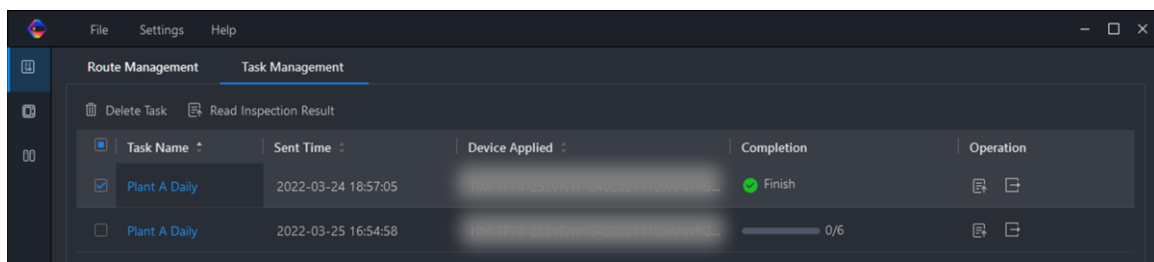 File Settings Help
Route Management Task Management
Delete Task Read Inspection Result
Task Name Sent Time Device Applied Completion Operation
Plant A Daily 2022-03-24 18:57:05 Finish
Plant A Daily 2022-03-25 16:54:58 0/6